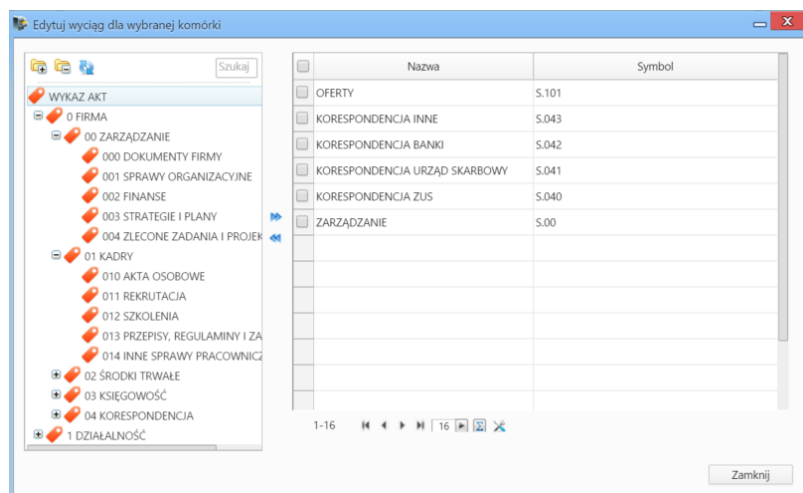 Edytuj wyciąg dla wybranej komórki
Szukaj
WYKAZ AKT
0 FIRMA
00 ZARZĄDZANIE
000 DOKUMENTY FIRMY
001 SPRAWY ORGANIZACYJNE
002 FINANSE
003 STRATEGIE I PLANY
004 ZLECONE ZADANIA I PROJEK
01 KADRY
010 AKTA OSOBOWE
011 REKRUTACJA
012 SZKOLENIA
013 PRZEPISY, REGULAMINY I ZA
014 INNE SPRAWY PRACOWNICZ
02 ŚRODKI TRWAŁE
03 KSIĘGOWOŚĆ
04 KORESPONDENCJA
1 DZIAŁALNOŚĆ
Nazwa Symbol
OFERTY S.101
KORESPONDENCJA INNE S.043
KORESPONDENCJA BANKI S.042
KORESPONDENCJA URZĄD SKARBOWY S.041
KORESPONDENCJA ZUS S.040
ZARZĄDZANIE S.00
1-16 16
Zamknij